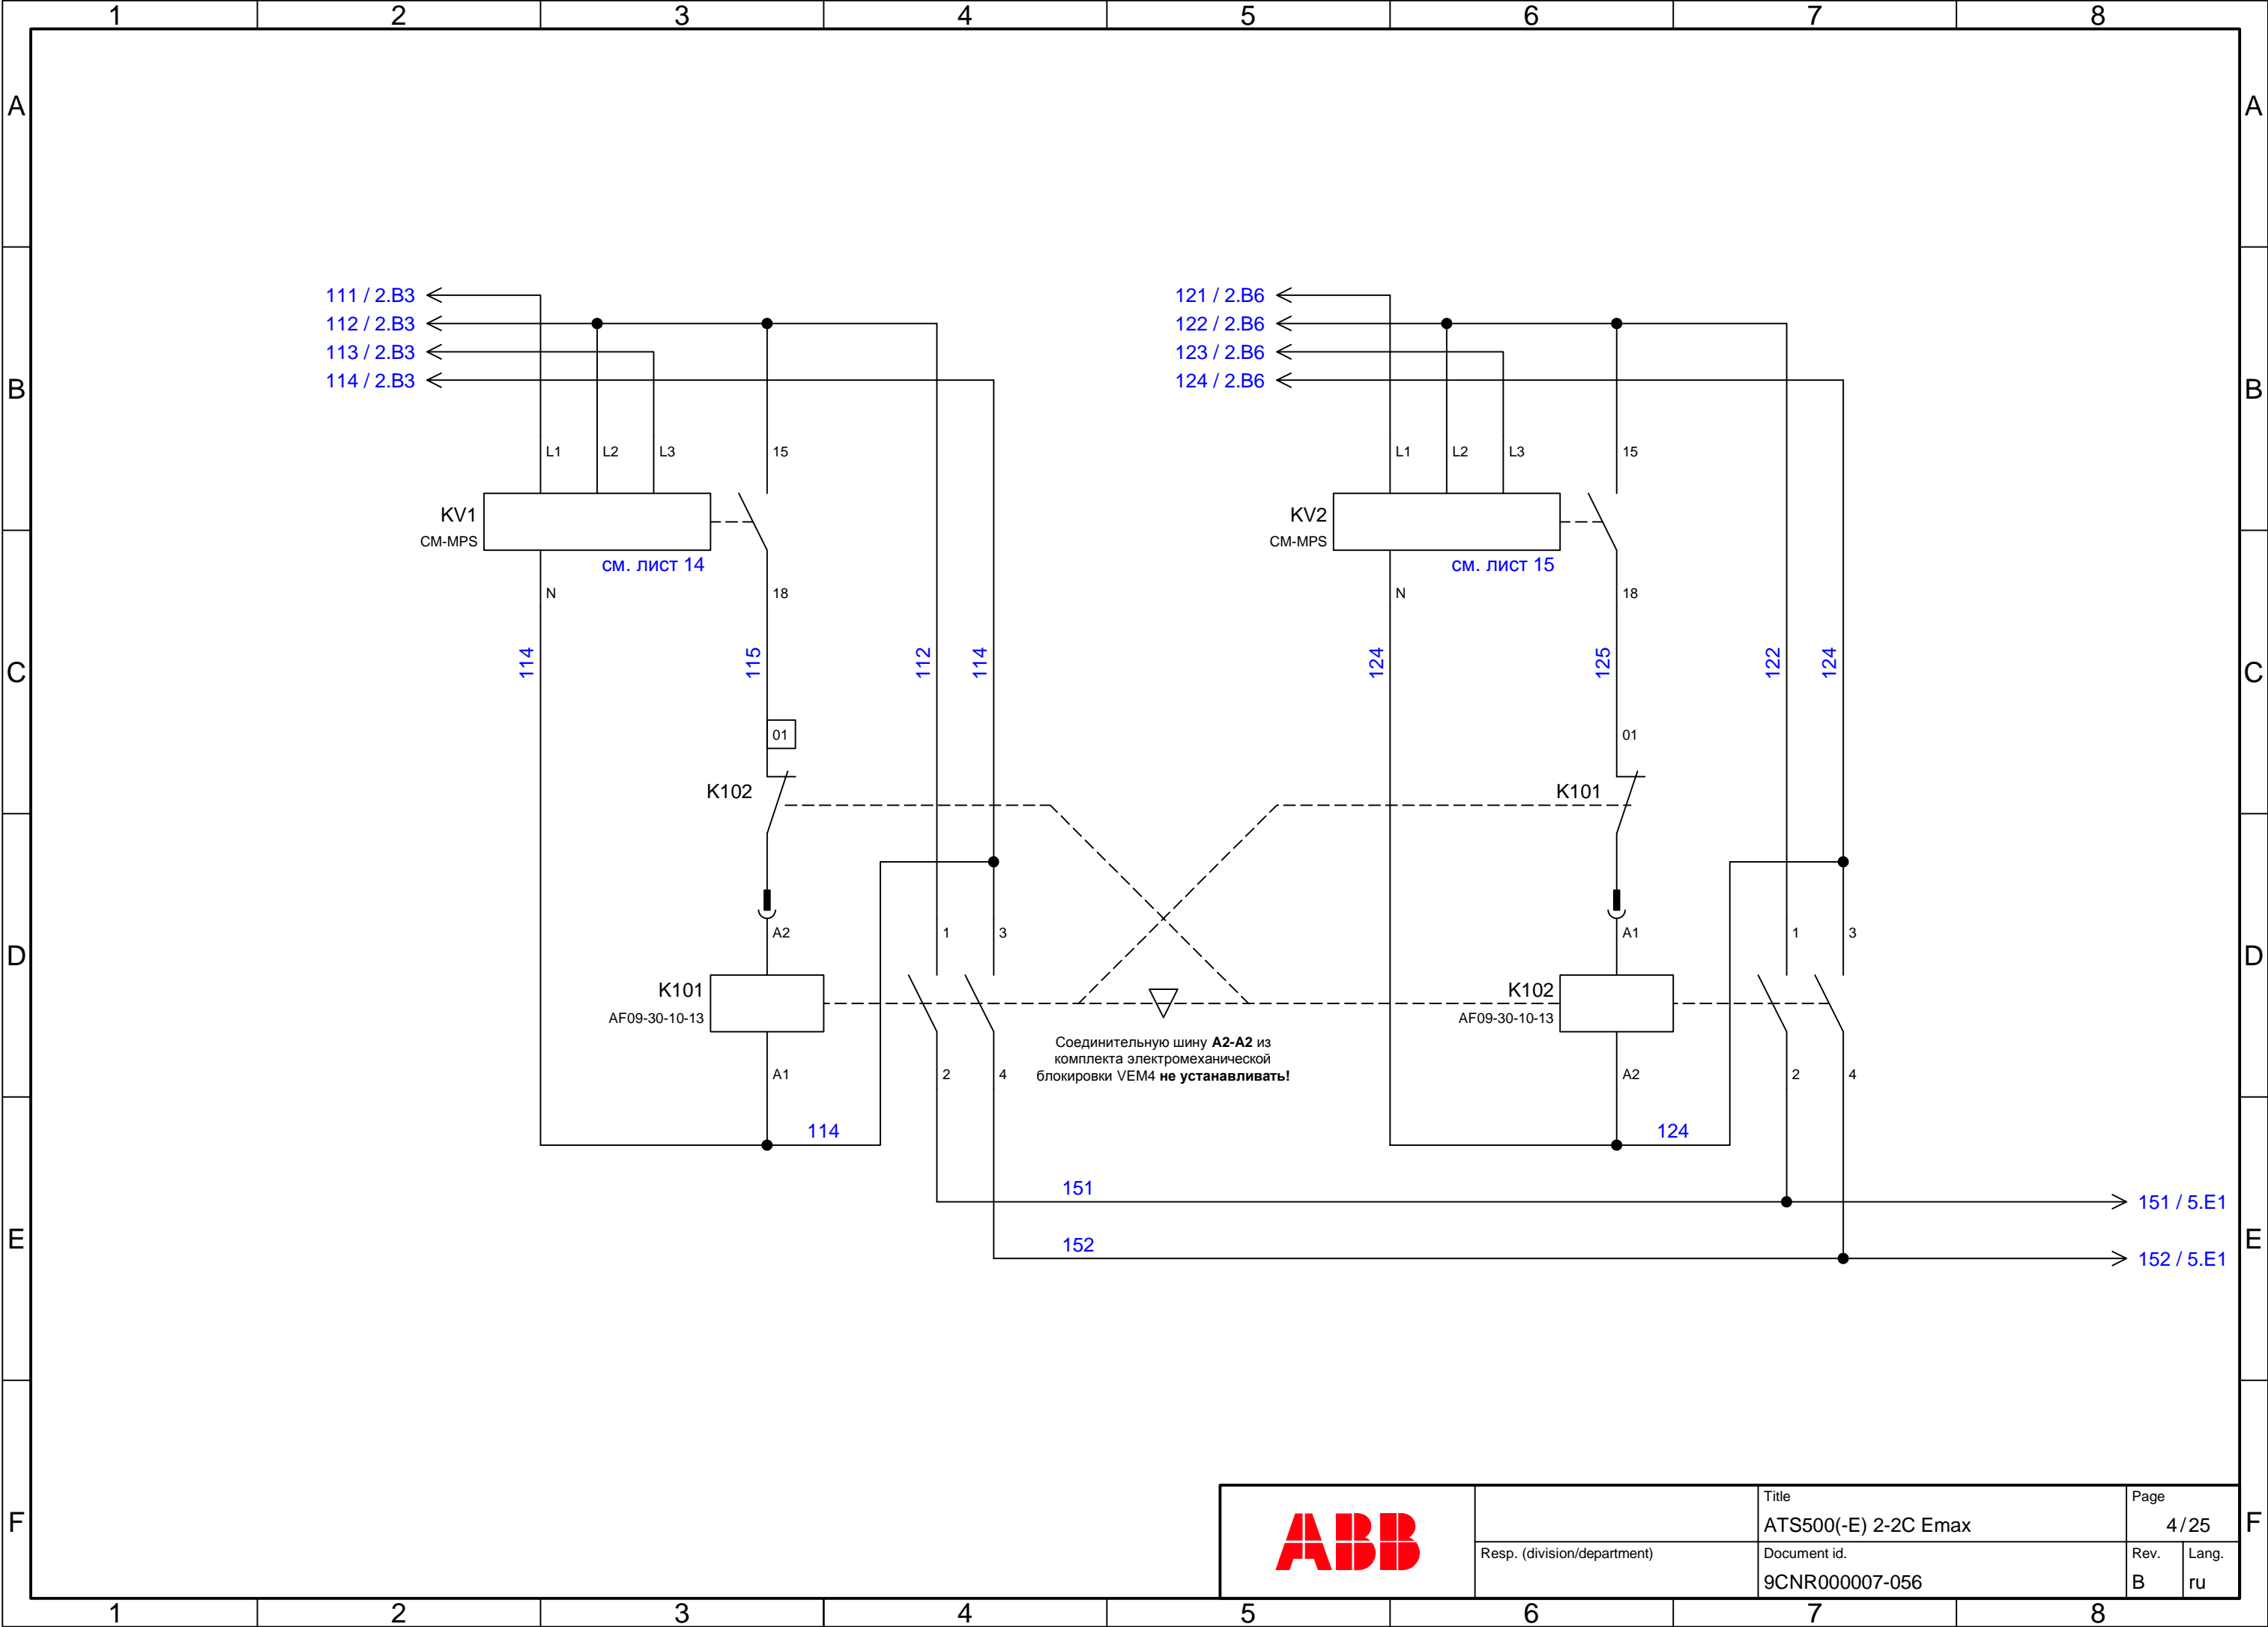 1 2 3 4 5 6 7 8
A A
111 / 2.B3 121 / 2.B6
112 / 2.B3 122 / 2.B6
113 / 2.B3 123 / 2.B6
114 / 2.B3 124 / 2.B6
B B
L1 L2 L3 15 L1 L2 L3 15
KV1 KV2
CM-MPS CM-MPS
см. лист 14 см. лист 15
N 18 N 18
114 115 112 114 124 125 122 124
C C
01 01
K102 K101
A2 1 3 A1 1 3
D D
K101 K102
AF09-30-10-13 AF09-30-10-13
Соединительную шину A2-A2 из
комплекта электромеханической
блокировки VEM4 не устанавливать!
A1 2 4 A2 2 4
114 124
151 151 / 5.E1
E E
152 152 / 5.E1
F F
ABB
Title
ATS500(-E) 2-2C Emax
Page
4/25
Resp. (division/department)
Document id.
9CNR000007-056
Rev.
B
Lang.
ru
1 2 3 4 5 6 7 8